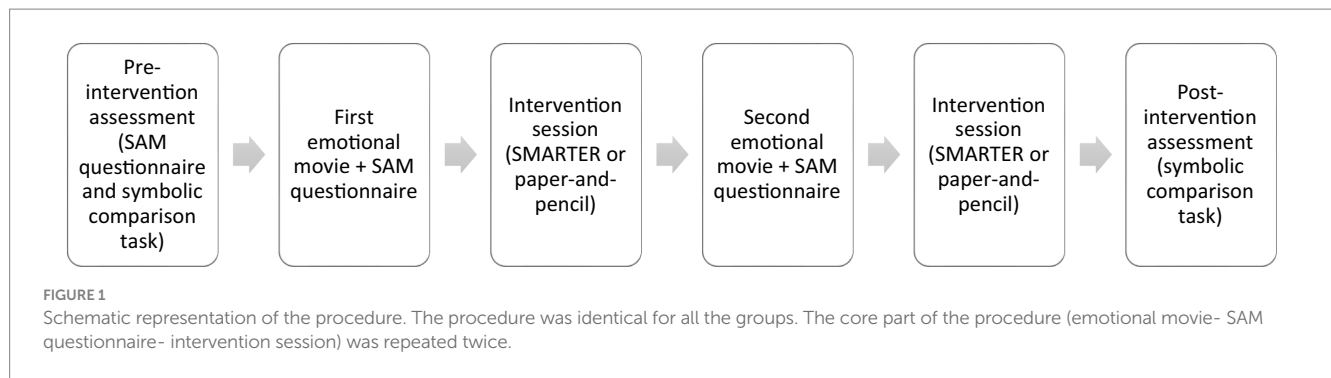 Pre-
intervention
assessment
(SAM
questionnaire
and symbolic
comparison
task)
First
emotional
movie + SAM
questionnaire
Intervention
session
(SMARTER or
paper-and-
pencil)
Second
emotional
movie + SAM
questionnaire
Intervention
session
(SMARTER or
paper-and-
pencil)
Post-
intervention
assessment
(symbolic
comparison
task)
FIGURE 1
Schematic representation of the procedure. The procedure was identical for all the groups. The core part of the procedure (emotional movie- SAM
questionnaire- intervention session) was repeated twice.